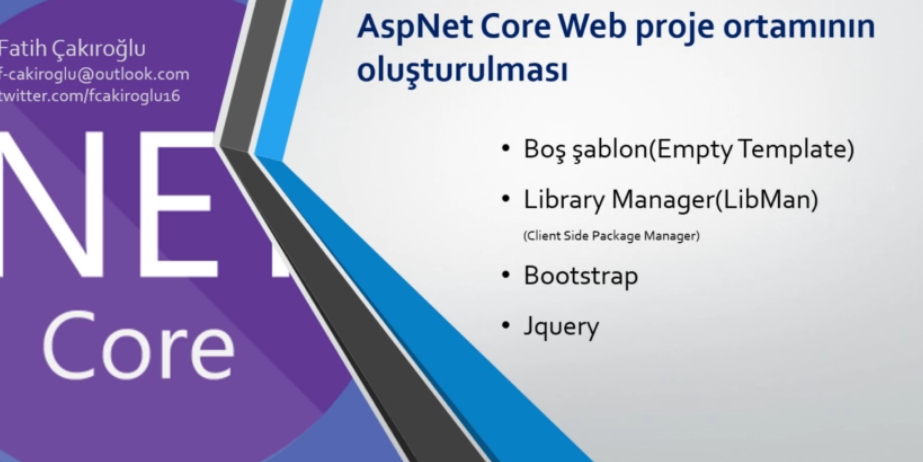 Fatih Çakıroğlu
f-cakiroglu@outlook.com
twitter.com/fcakiroglu16
NET
Core
AspNet Core Web proje ortamının
oluşturulması
• Boş şablon(Empty Template)
• Library Manager(LibMan)
(Client Side Package Manager)
• Bootstrap
• Jquery